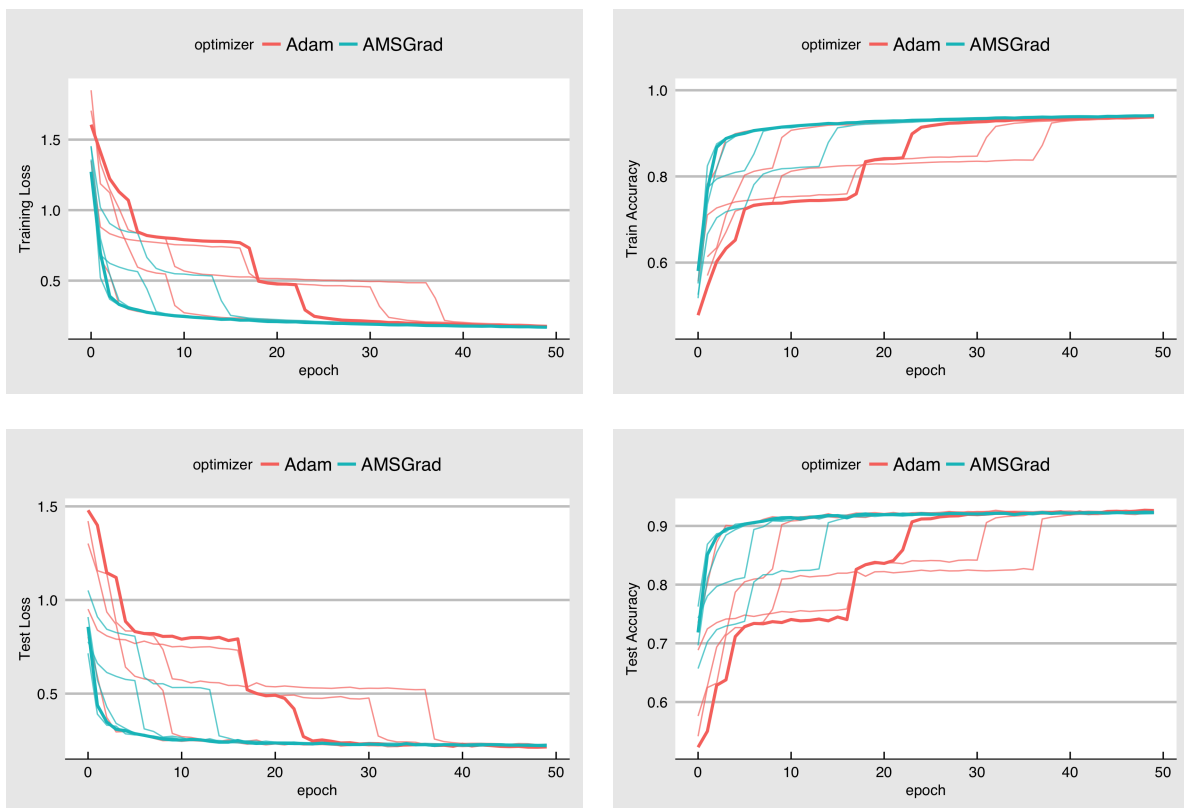 optimizer Adam AMSGrad
1.5
1.0
0.5
Training Loss
0 10 20 30 40 50
epoch
optimizer Adam AMSGrad
1.0
0.8
0.6
Train Accuracy
0 10 20 30 40 50
epoch
optimizer Adam AMSGrad
1.5
1.0
0.5
Test Loss
0 10 20 30 40 50
epoch
optimizer Adam AMSGrad
0.9
0.8
0.7
0.6
Test Accuracy
0 10 20 30 40 50
epoch